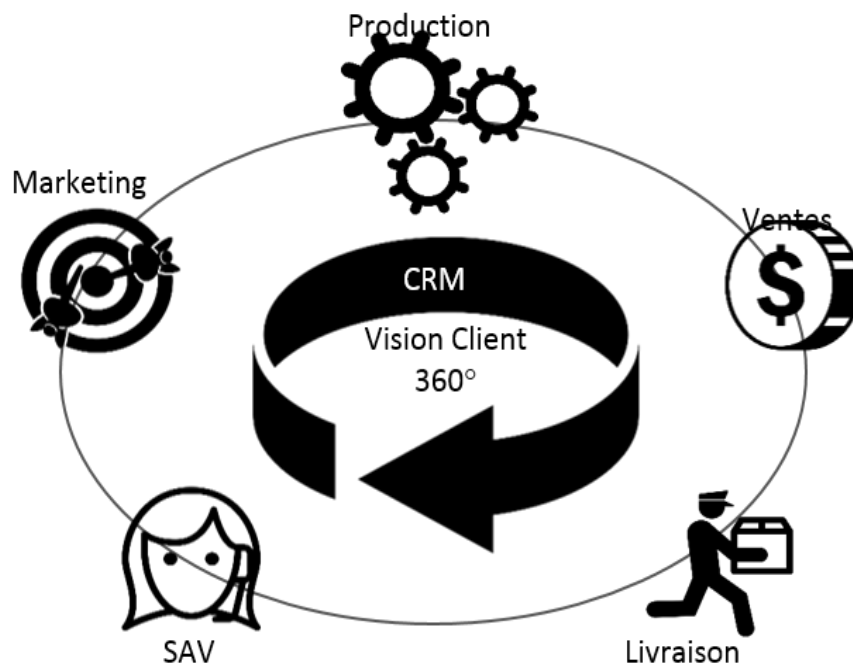 Production
Marketing
Ventes
$
CRM
Vision Client
360°
SAV
Livraison